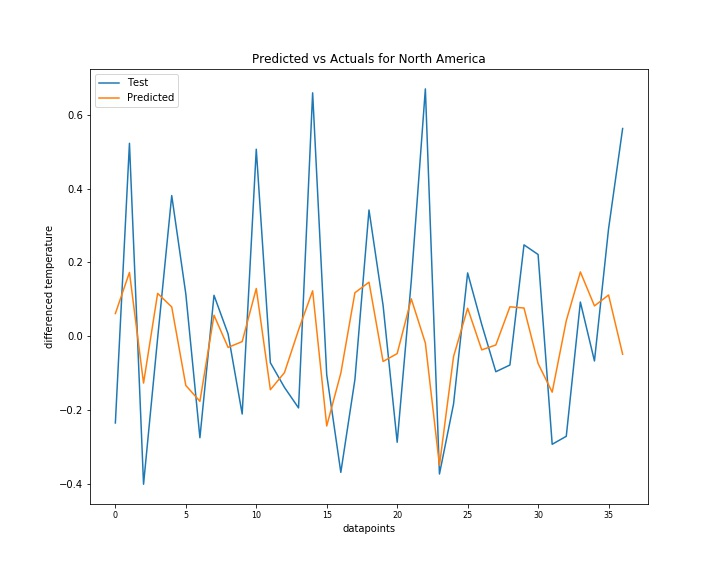 Predicted vs Actuals for North America
Test
Predicted
0.6
0.4
0.2
0.0
−0.2
−0.4
differenced temperature
0 5 10 15 20 25 30 35
datapoints